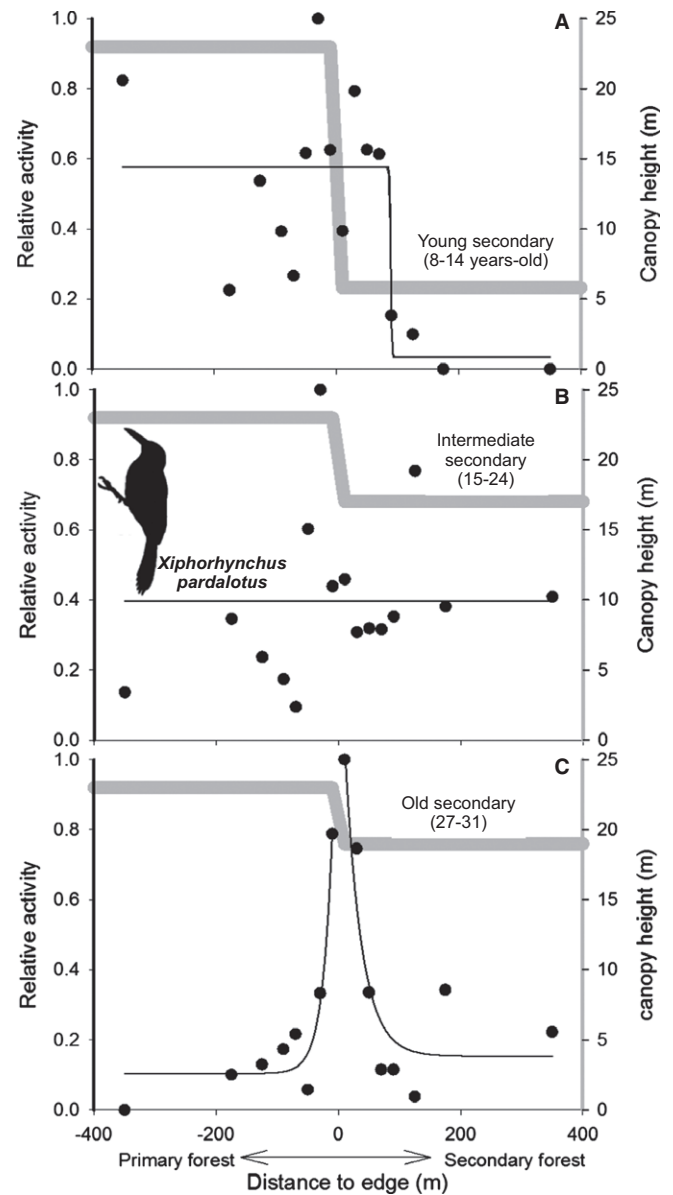 A
1.0
0.8
0.6
0.4
0.2
0.0
Relative activity
25
20
15
10
5
0
Canopy height (m)
Young secondary
(8-14 years-old)
B
1.0
0.8
0.6
0.4
0.2
0.0
Relative activity
25
20
15
10
5
0
Canopy height (m)
Intermediate
secondary
(15-24)
Xiphorhynchus
pardalotus
C
1.0
0.8
0.6
0.4
0.2
0.0
Relative activity
25
20
15
10
5
0
canopy height (m)
Old secondary
(27-31)
-400 -200 0 200 400
Primary forest Secondary forest
Distance to edge (m)